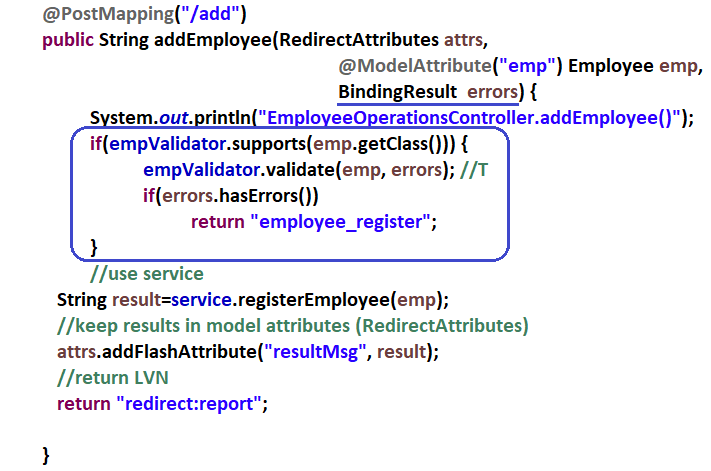 @PostMapping("/add")
public String addEmployee(RedirectAttributes attrs,
@ModelAttribute("emp") Employee emp,
BindingResult errors) {
System.out.println("EmployeeOperationsController.addEmployee()");
if(empValidator.supports(emp.getClass())) {
empValidator.validate(emp, errors); //T
if(errors.hasErrors())
return "employee_register";
}
//use service
String result=service.registerEmployee(emp);
//keep results in model attributes (RedirectAttributes)
attrs.addFlashAttribute("resultMsg", result);
//return LVN
return "redirect:report";
}